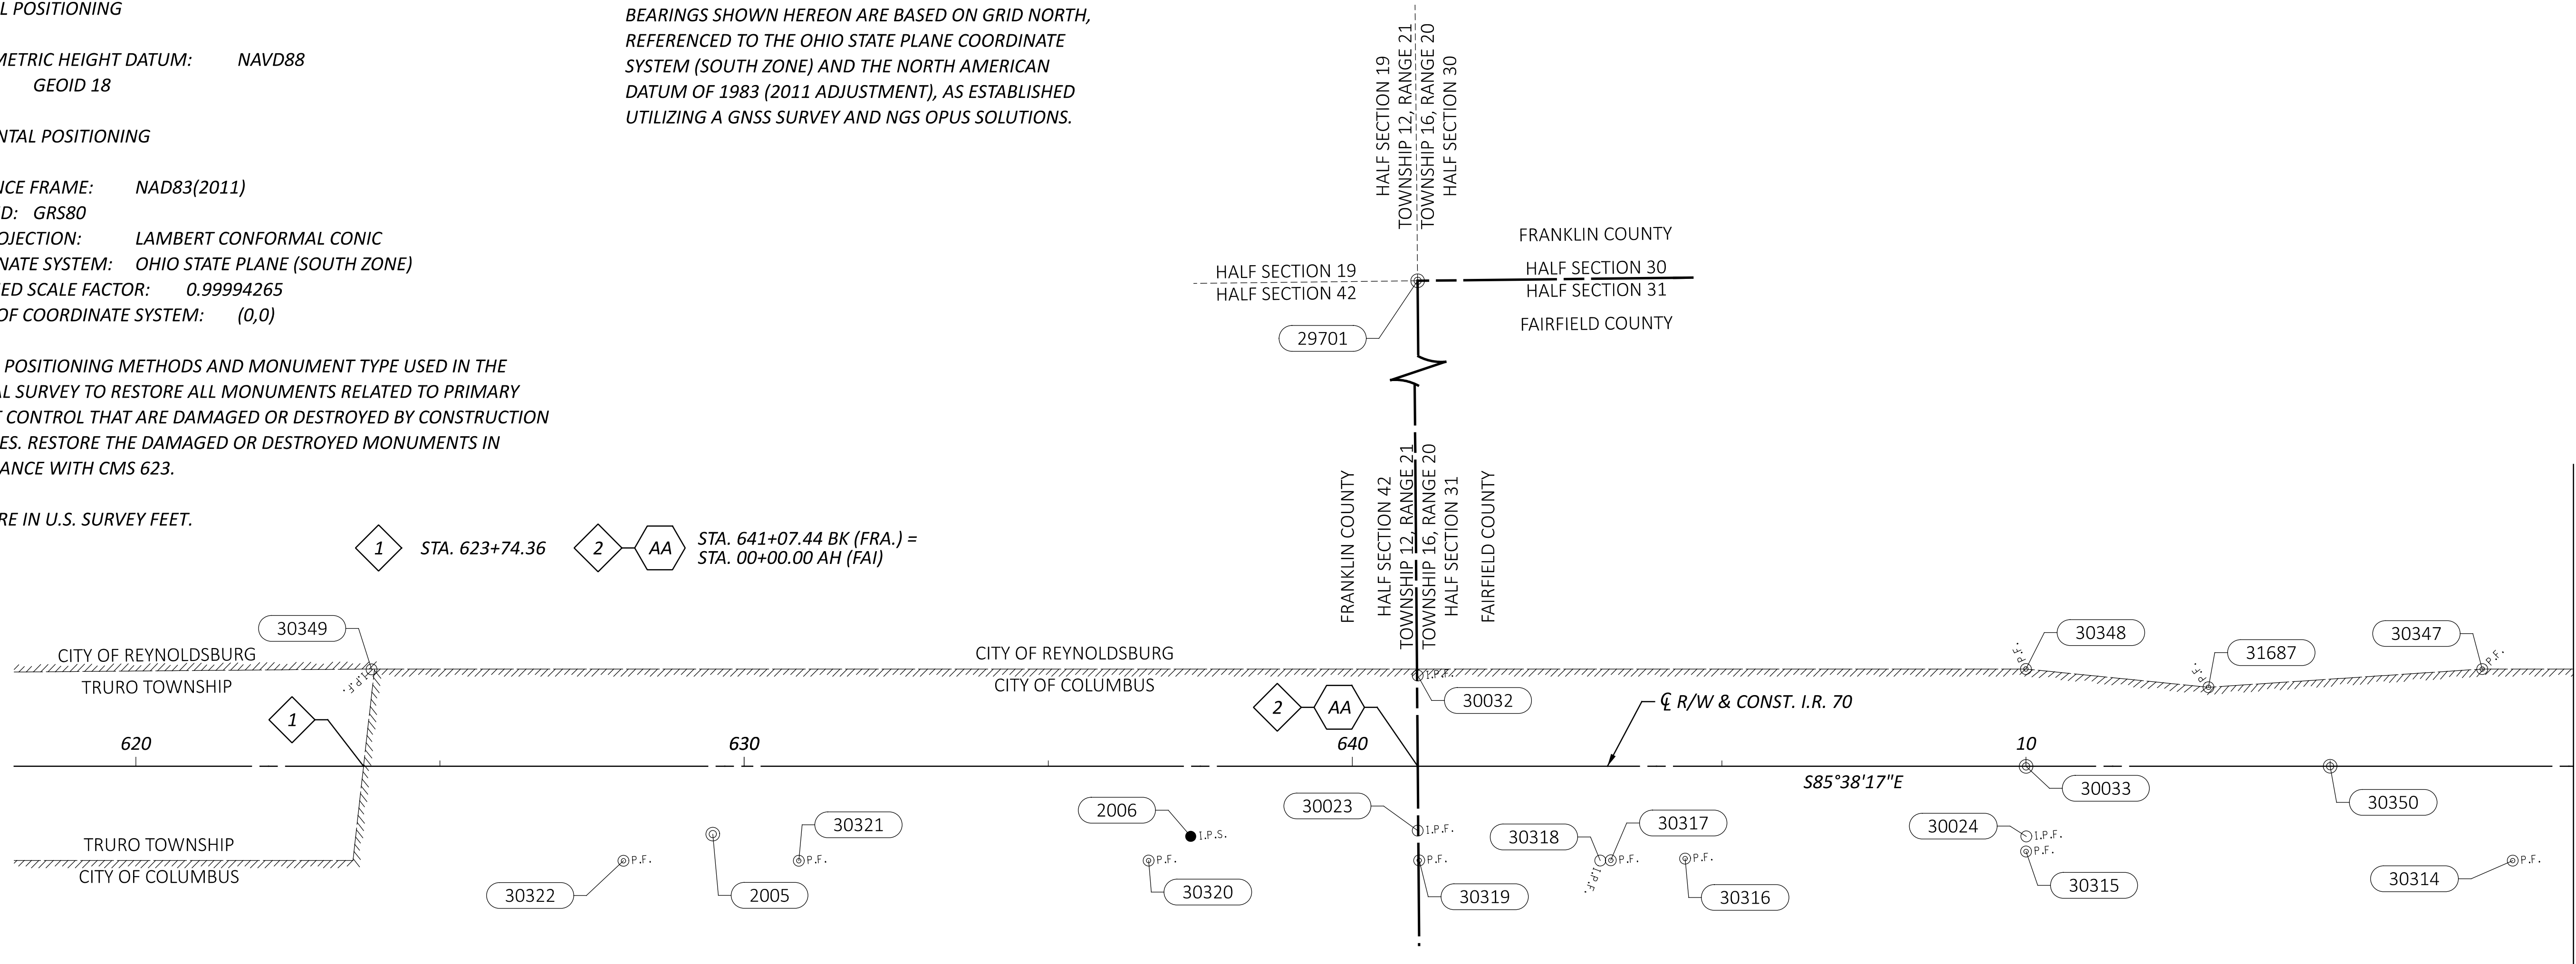 L POSITIONING
METRIC HEIGHT DATUM: NAVD88
GEOID 18
NTAL POSITIONING
NCE FRAME: NAD83(2011)
D: GRS80
OJECTION: LAMBERT CONFORMAL CONIC
NATE SYSTEM: OHIO STATE PLANE (SOUTH ZONE)
ED SCALE FACTOR: 0.99994265
OF COORDINATE SYSTEM: (0,0)
POSITIONING METHODS AND MONUMENT TYPE USED IN THE
AL SURVEY TO RESTORE ALL MONUMENTS RELATED TO PRIMARY
T CONTROL THAT ARE DAMAGED OR DESTROYED BY CONSTRUCTION
ES. RESTORE THE DAMAGED OR DESTROYED MONUMENTS IN
ANCE WITH CMS 623.
RE IN U.S. SURVEY FEET.
BEARINGS SHOWN HEREON ARE BASED ON GRID NORTH,
REFERENCED TO THE OHIO STATE PLANE COORDINATE
SYSTEM (SOUTH ZONE) AND THE NORTH AMERICAN
DATUM OF 1983 (2011 ADJUSTMENT), AS ESTABLISHED
UTILIZING A GNSS SURVEY AND NGS OPUS SOLUTIONS.
HALF SECTION 19
TOWNSHIP 12, RANGE 21
TOWNSHIP 16, RANGE 20
HALF SECTION 30
FRANKLIN COUNTY
HALF SECTION 19
HALF SECTION 30
HALF SECTION 42
HALF SECTION 31
FAIRFIELD COUNTY
29701
FRANKLIN COUNTY
HALF SECTION 42
TOWNSHIP 12, RANGE 21
TOWNSHIP 16, RANGE 20
HALF SECTION 31
FAIRFIELD COUNTY
1 STA. 623+74.36
2 AA STA. 641+07.44 BK (FRA.) =
STA. 00+00.00 AH (FAI)
30349
I.P.F.
CITY OF REYNOLDSBURG
TRURO TOWNSHIP
CITY OF REYNOLDSBURG
CITY OF COLUMBUS
I.P.F.
30032
P.F.
30348
P.F.
31687
30347
P.F.
1
2 AA
℄ R/W & CONST. I.R. 70
620
630
640
10
S85°38'17"E
30033
30350
TRURO TOWNSHIP
CITY OF COLUMBUS
30322
P.F.
2005
30321
P.F.
2006
I.P.S.
30320
P.F.
30023
I.P.F.
30319
P.F.
30318
I.P.F.
30317
P.F.
30316
P.F.
30024
I.P.F.
30315
P.F.
30314
P.F.